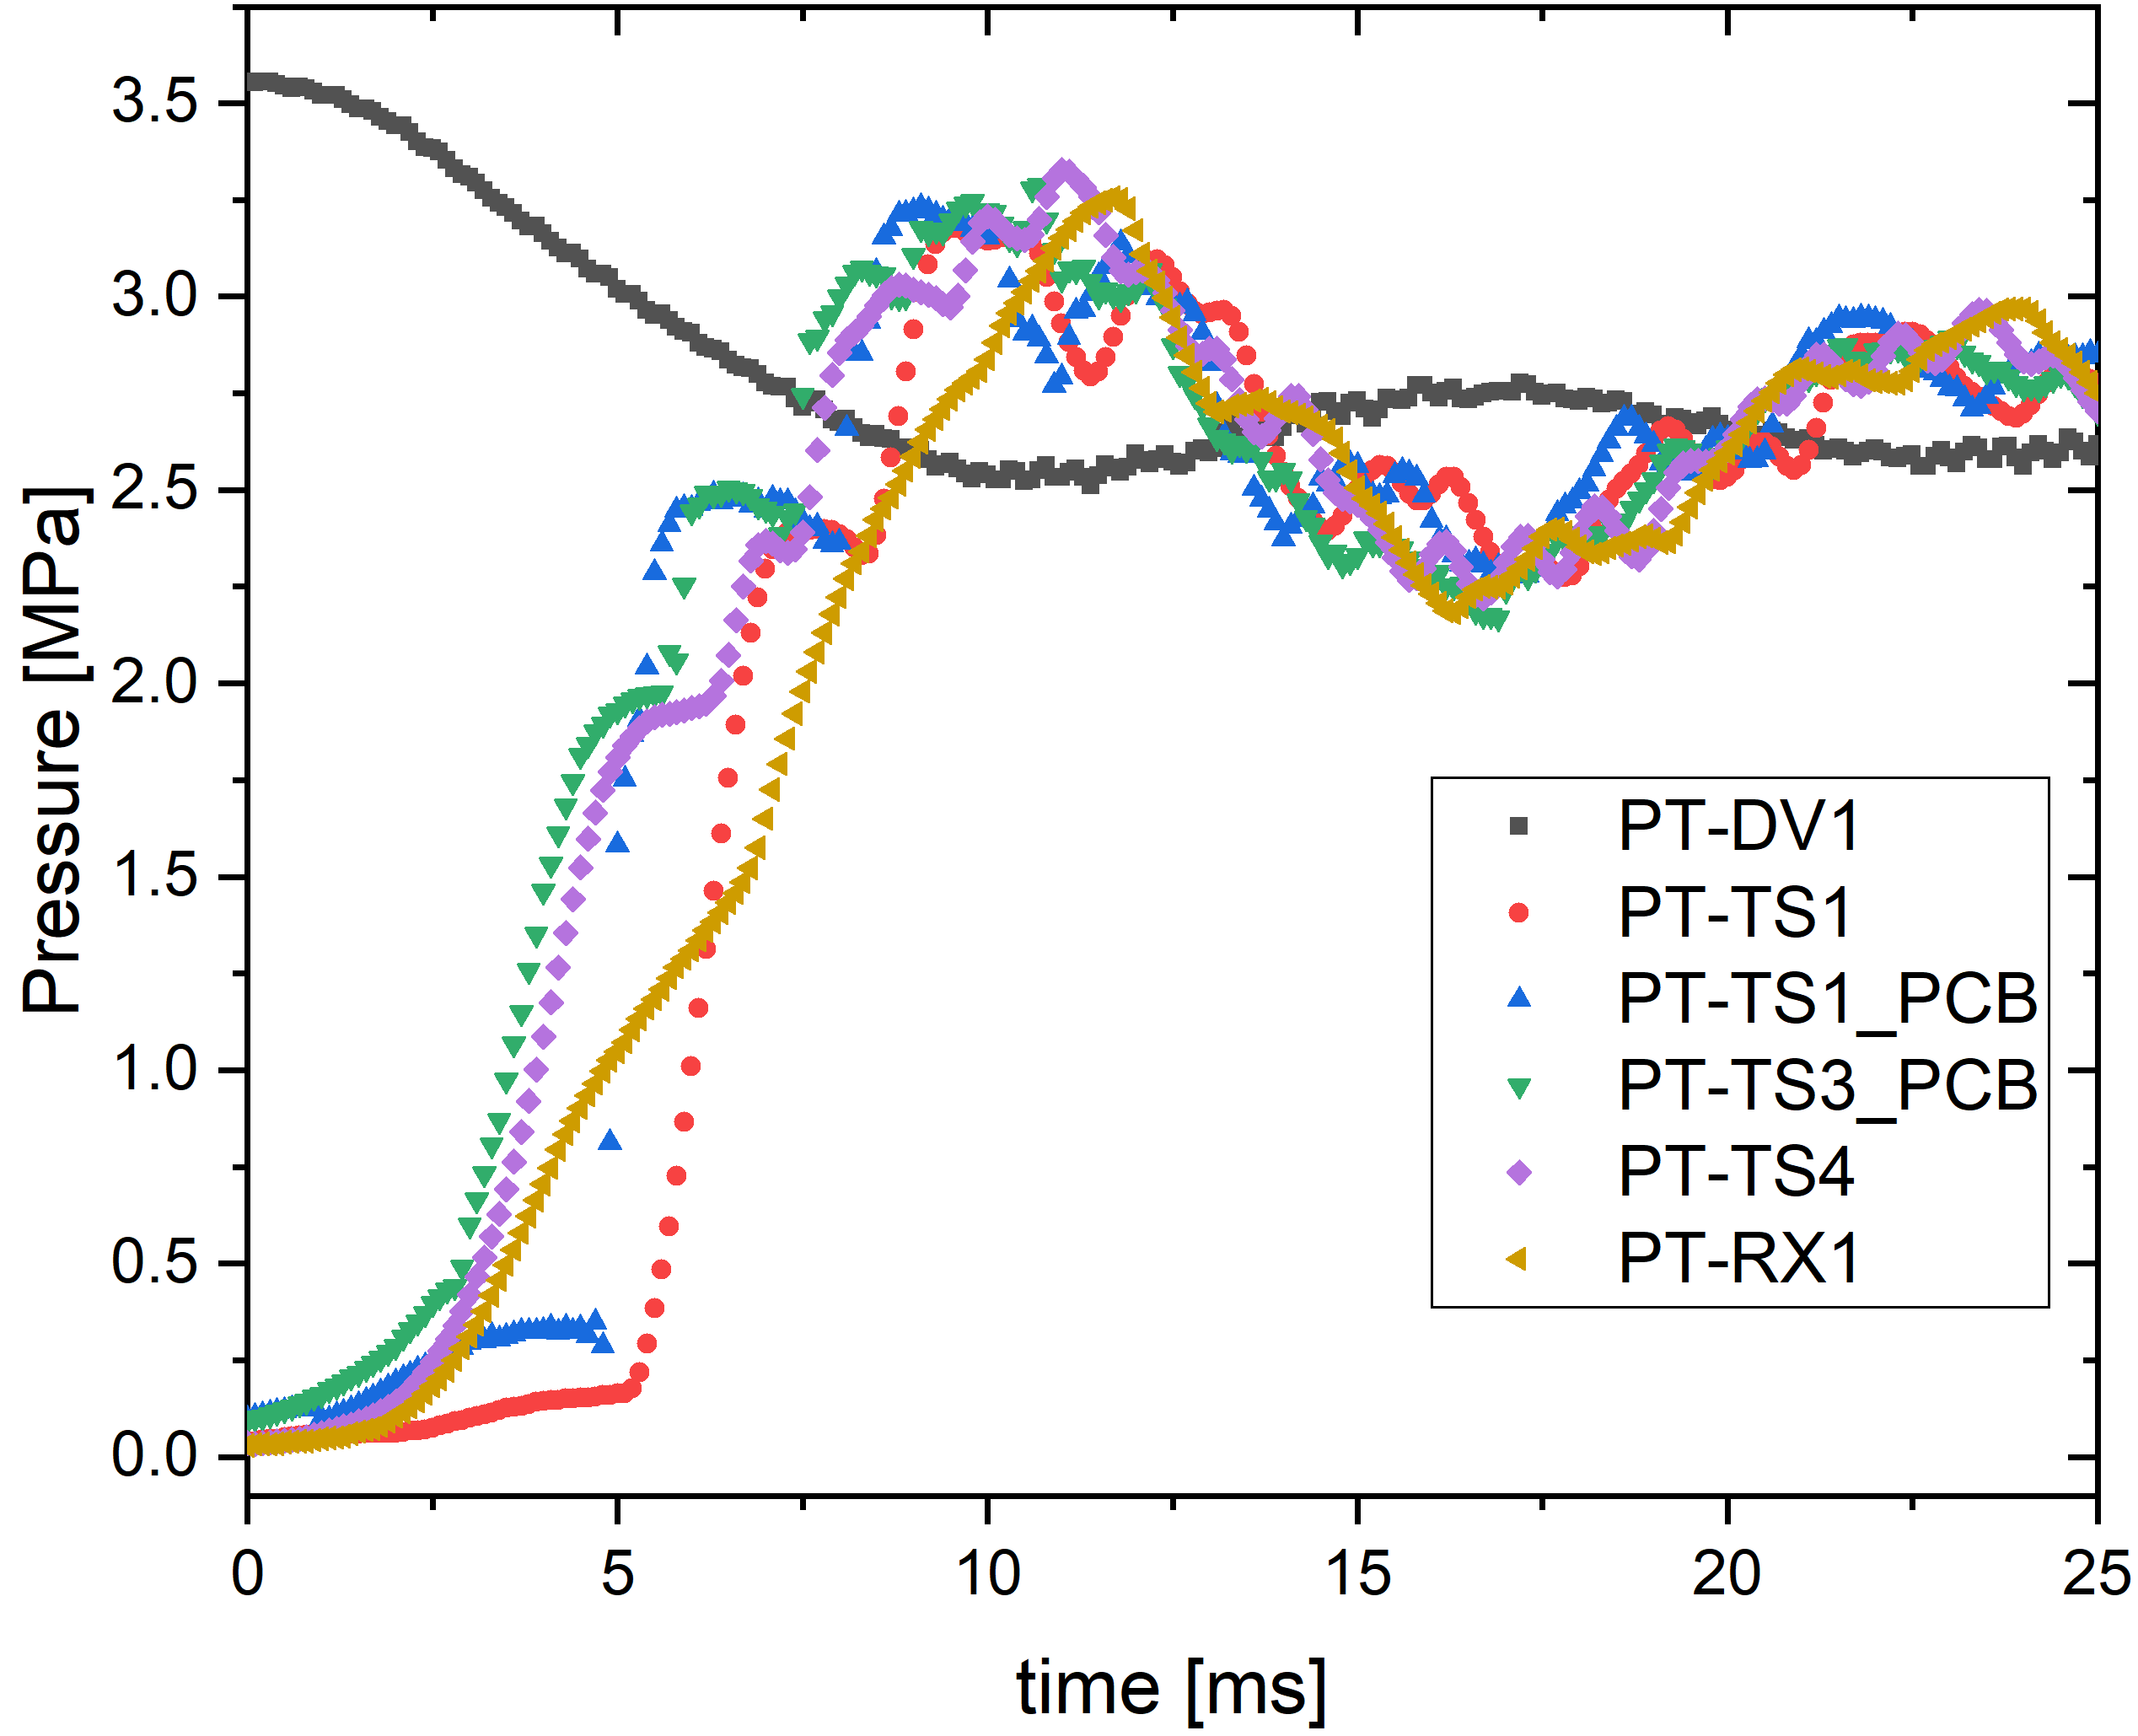 Pressure [MPa]
3.5
3.0
2.5
2.0
1.5
1.0
0.5
0.0
0 5 10 15 20 25
time [ms]
PT-DV1
PT-TS1
PT-TS1_PCB
PT-TS3_PCB
PT-TS4
PT-RX1